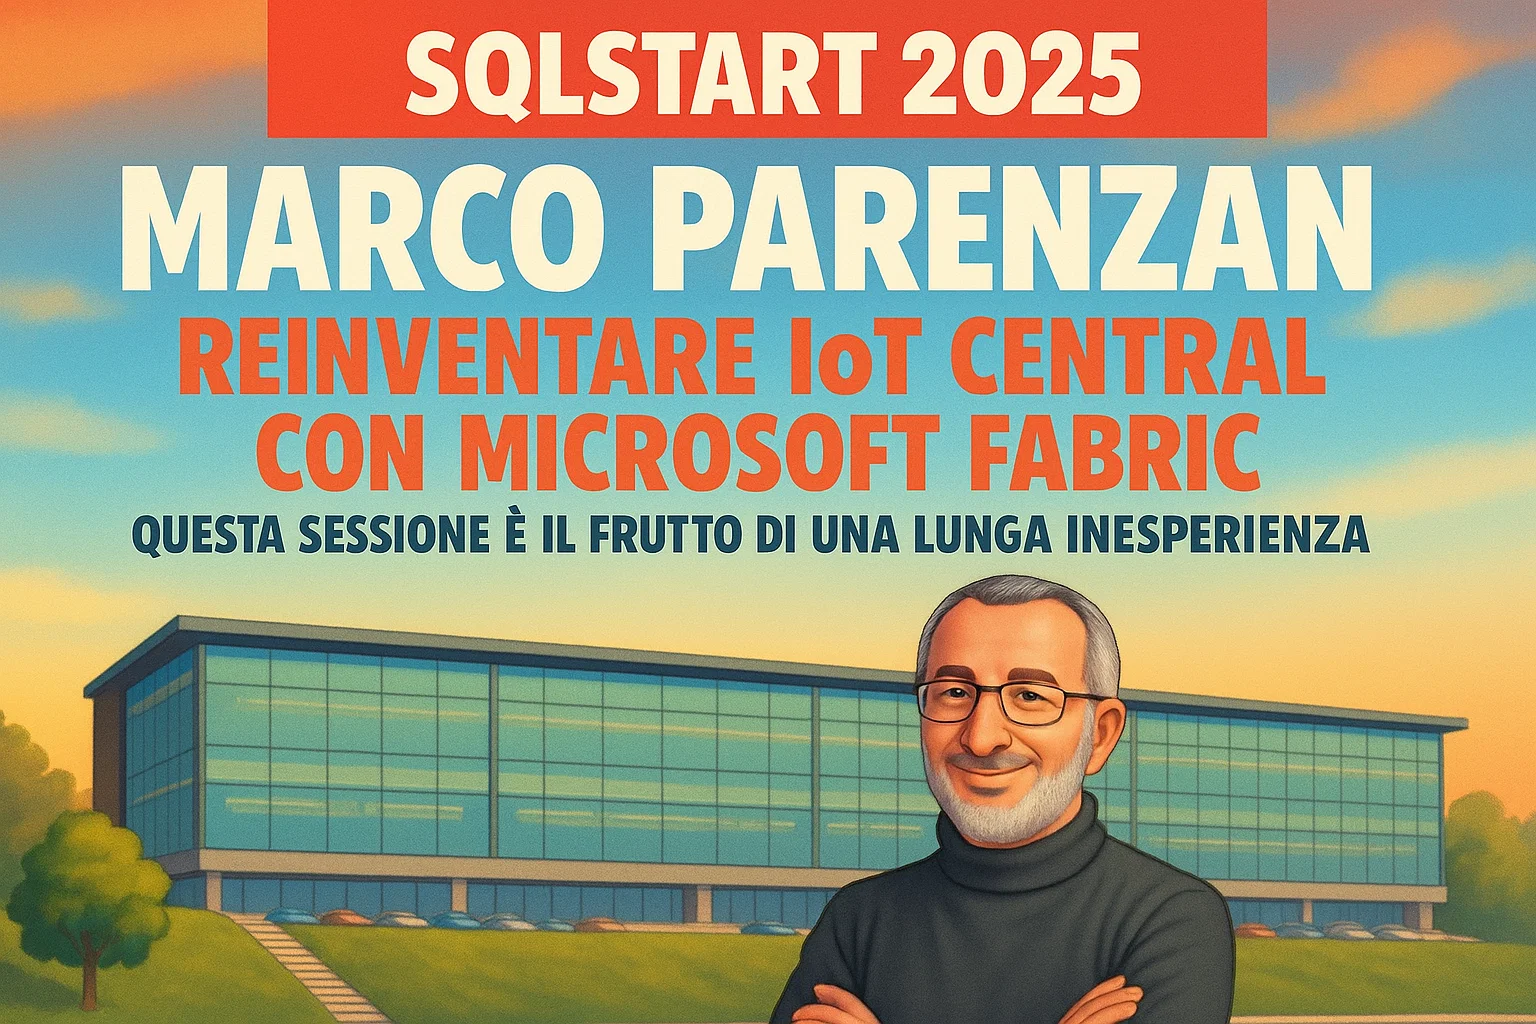 SQLSTART 2025
MARCO PARENZAN
REINVENTARE IoT CENTRAL
CON MICROSOFT FABRIC
QUESTA SESSIONE È IL FRUTTO DI UNA LUNGA INESPERIENZA